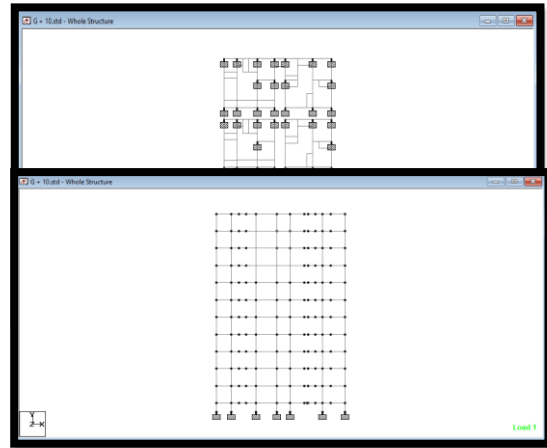 G + 10.std - Whole Structure
G + 10.std - Whole Structure
Y
Z X
Load 1